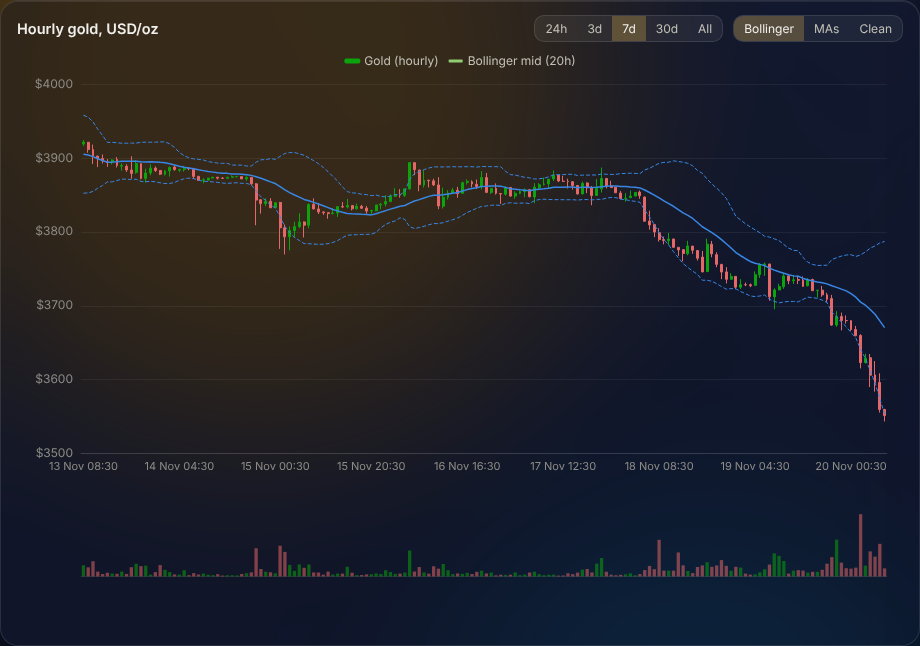 Hourly gold, USD/oz
24h 3d 7d 30d All Bollinger MAs Clean
Gold (hourly) Bollinger mid (20h)
$4000
$3900
$3800
$3700
$3600
$3500
13 Nov 08:30 14 Nov 04:30 15 Nov 00:30 15 Nov 20:30 16 Nov 16:30 17 Nov 12:30 18 Nov 08:30 19 Nov 04:30 20 Nov 00:30